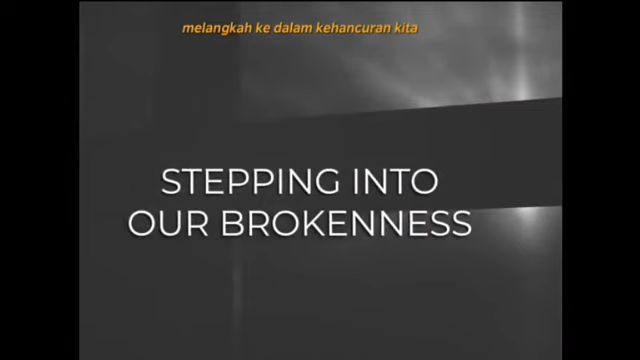 melangkah ke dalam kehancuran kita
STEPPING INTO
OUR BROKENNESS